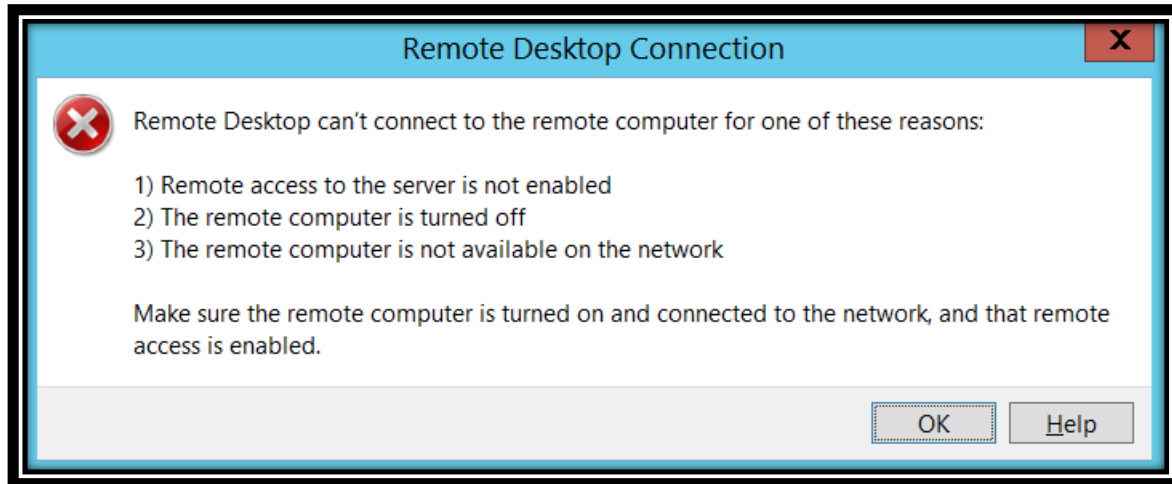 Remote Desktop Connection
X
Remote Desktop can't connect to the remote computer for one of these reasons:
1) Remote access to the server is not enabled
2) The remote computer is turned off
3) The remote computer is not available on the network
Make sure the remote computer is turned on and connected to the network, and that remote
access is enabled.
OK
Help